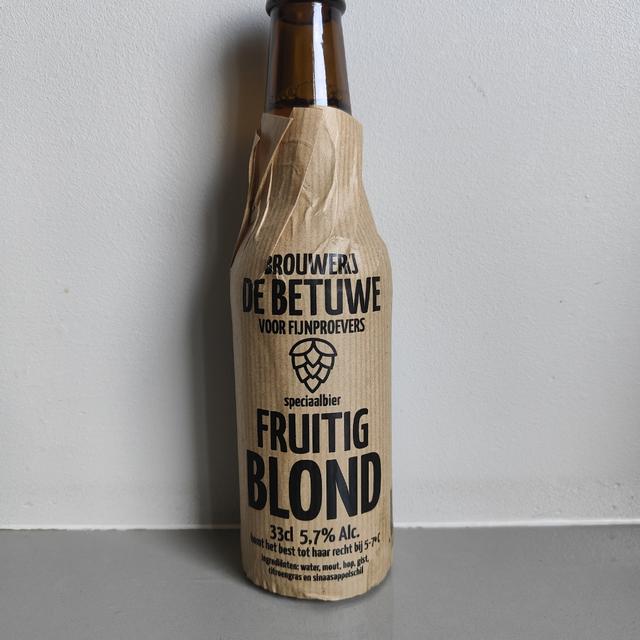 BROUWERIJ
DE BETUWE
VOOR FIJNPROEVERS
speciaalbier
FRUITIG
BLOND
33cl 5,7% Alc.
komt het best tot haar recht bij 5-7°C
Ingrediënten: water, mout, hop, gist,
citroengras en sinaasappelschil